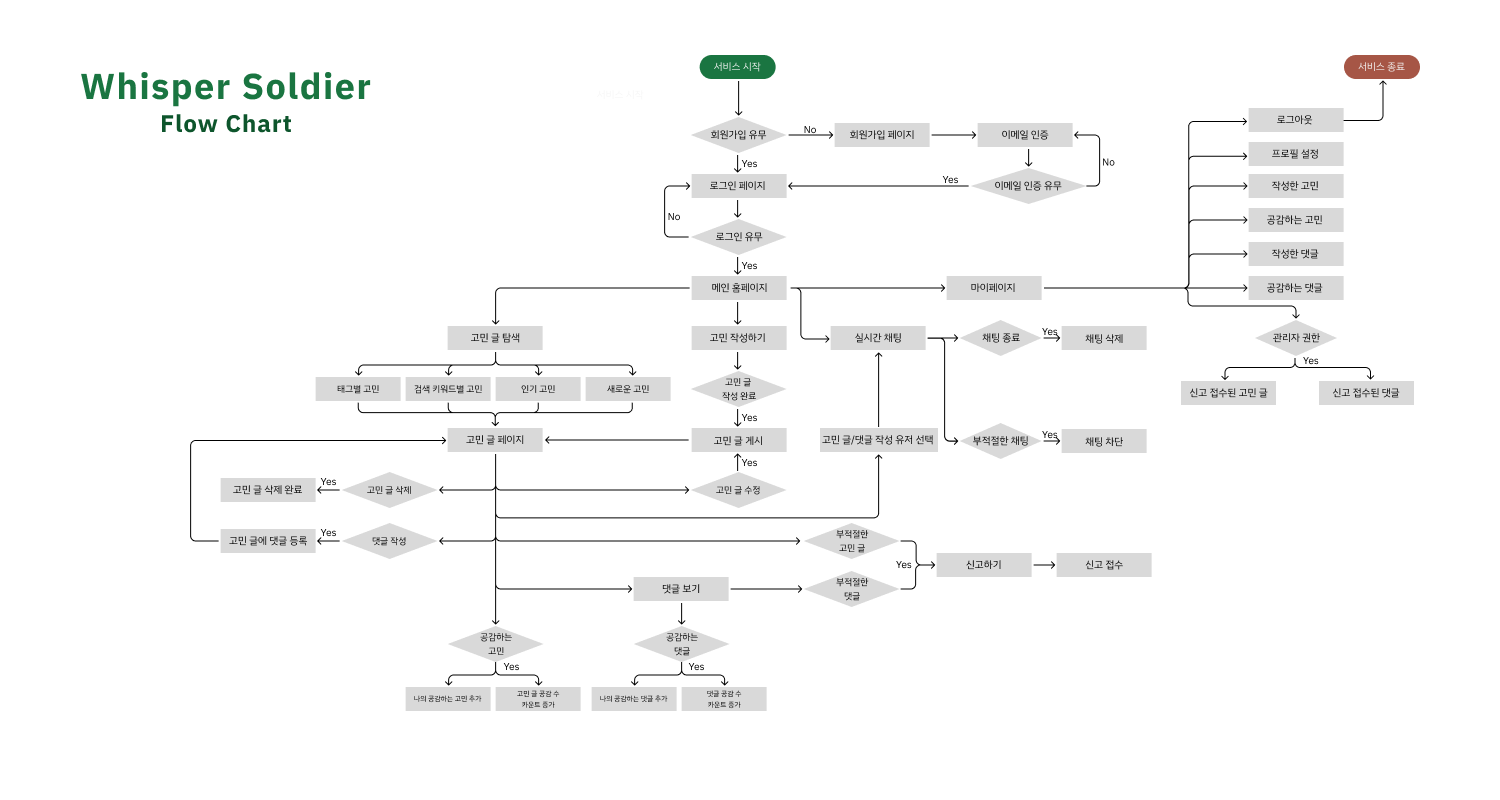 Whisper Soldier
Flow Chart
서비스 시작
서비스 종료
회원가입 유무
No
회원가입 페이지
이메일 인증
No
Yes
로그인 페이지
Yes
이메일 인증 유무
No
로그인 유무
Yes
로그아웃
프로필 설정
작성한 고민
공감하는 고민
작성한 댓글
공감하는 댓글
메인 홈페이지
마이페이지
고민 글 탐색
고민 작성하기
실시간 채팅
채팅 종료
Yes
채팅 삭제
관리자 권한
Yes
신고 접수된 고민 글
신고 접수된 댓글
태그별 고민
검색 키워드별 고민
인기 고민
새로운 고민
고민 글
작성 완료
Yes
고민 글 페이지
고민 글 게시
고민 글/댓글 작성 유저 선택
부적절한 채팅
Yes
채팅 차단
Yes
고민 글 삭제 완료
Yes
고민 글 삭제
고민 글 수정
고민 글에 댓글 등록
Yes
댓글 작성
부적절한
고민 글
Yes
신고하기
신고 접수
댓글 보기
부적절한
댓글
공감하는
고민
Yes
공감하는
댓글
Yes
나의 공감하는 고민 추가
고민 글 공감 수
카운트 증가
나의 공감하는 댓글 추가
댓글 공감 수
카운트 증가